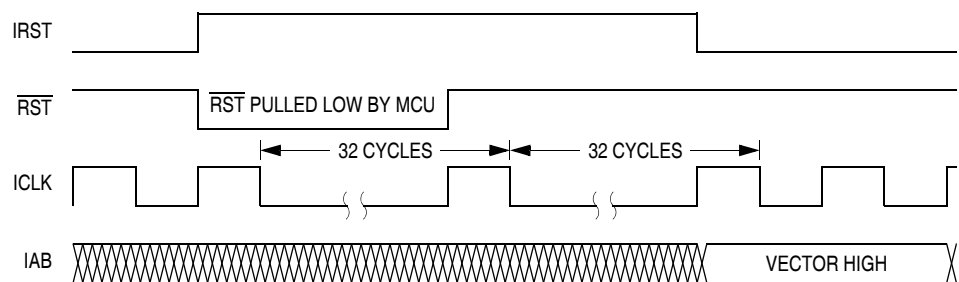 IRST
RST
RST PULLED LOW BY MCU
32 CYCLES
32 CYCLES
ICLK
IAB
VECTOR HIGH